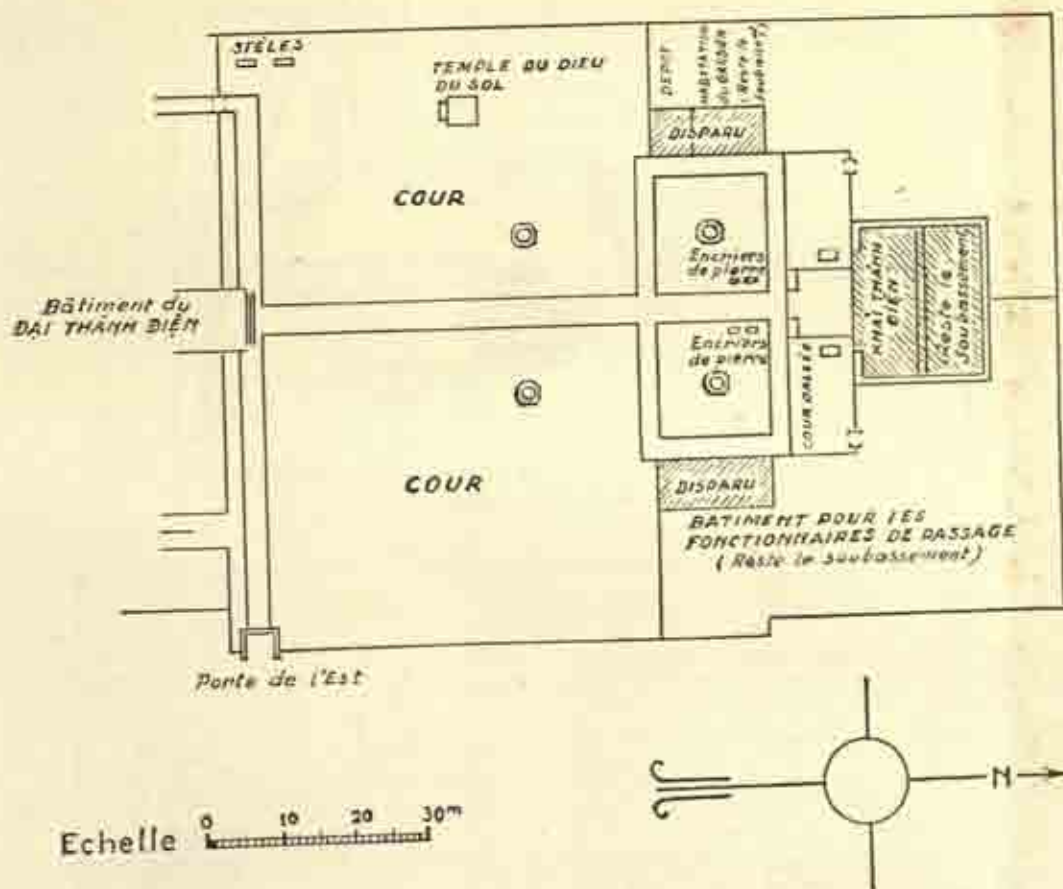 STÈLES
TEMPLE DU DIEU
DU SOL
DEPOT
HABITATION
du GARDIEN
(Reste le
Soubassement)
DISPARU
COUR
Encriers
de pierre
Bâtiment du
ĐẠI THÀNH ĐIỆN
KHẢI THÁNH
ĐIỆN
(Reste le
Soubassement)
Encriers
de pierre
COUR DALLÉE
COUR
DISPARU
BATIMENT POUR LES
FONCTIONNAIRES DE PASSAGE
(Reste le soubassement)
Porte de l'Est
N
Echelle
0 10 20 30m